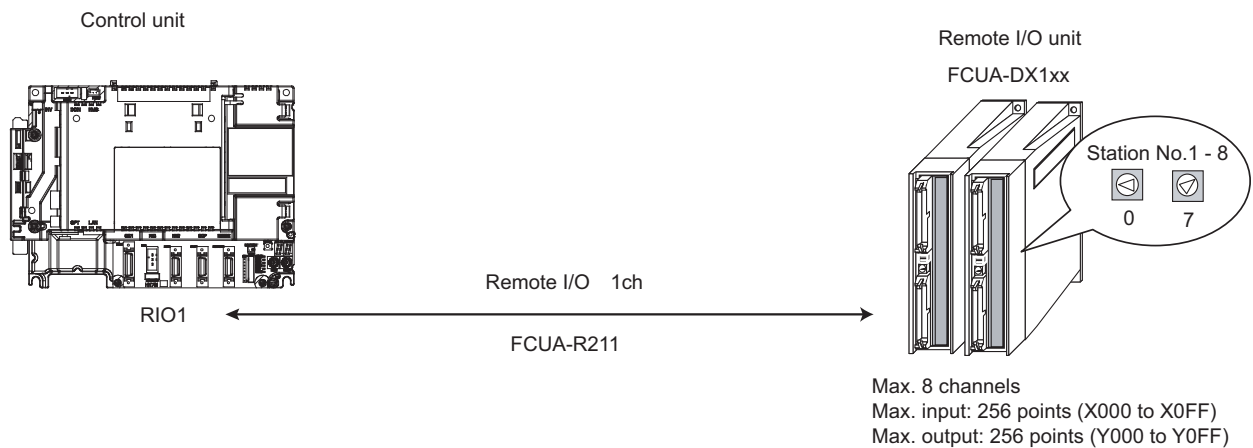 Control unit
Remote I/O unit
FCUA-DX1xx
Station No.1 - 8
0 7
Remote I/O 1ch
RIO1
FCUA-R211
Max. 8 channels
Max. input: 256 points (X000 to X0FF)
Max. output: 256 points (Y000 to Y0FF)